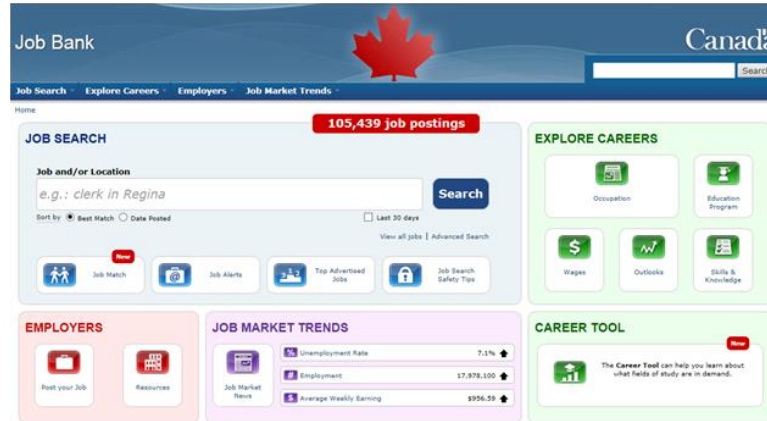 Job Bank
Canada
Search
Job Search Explore Careers Employers Job Market Trends
Home
105,439 job postings
JOB SEARCH
Job and/or Location
e.g.: clerk in Regina
Search
Sort by Best Match Date Posted
Last 30 days
View all jobs | Advanced Search
New
Job Match
Job Alerts
Top Advertised
Jobs
Job Search
Safety Tips
EXPLORE CAREERS
Occupation
Education
Program
Wages
Outlooks
Skills &
Knowledge
EMPLOYERS
Post your Job
Resources
JOB MARKET TRENDS
Job Market
News
% Unemployment Rate 7.1%
# Employment 17,978,100
$ Average Weekly Earning $956.59
CAREER TOOL
New
The Career Tool can help you learn about
what fields of study are in demand.